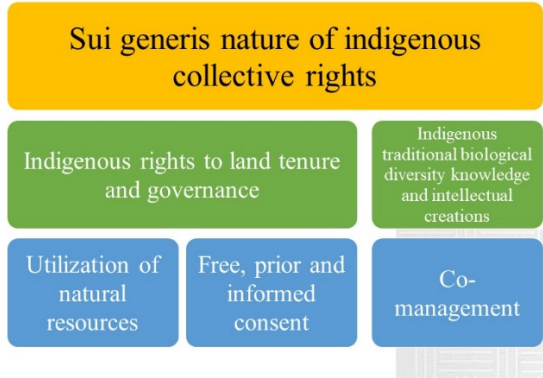 Sui generis nature of indigenous
collective rights
Indigenous rights to land tenure
and governance
Indigenous
traditional biological
diversity knowledge
and intellectual
creations
Utilization of
natural
resources
Free, prior and
informed
consent
Co-
management